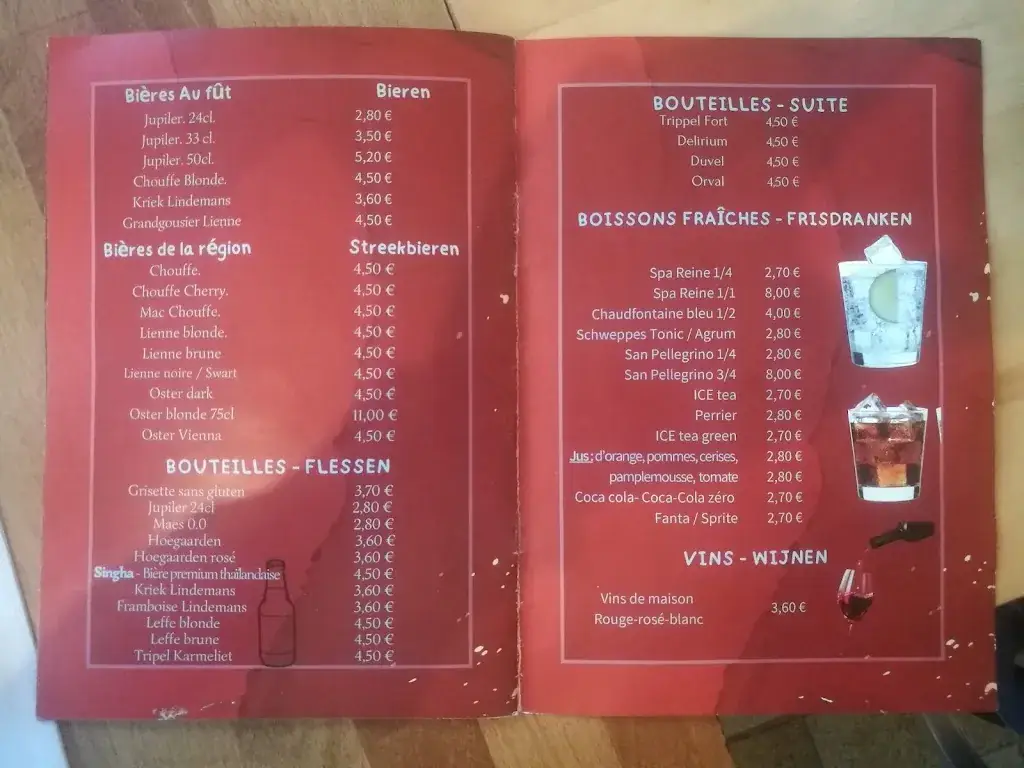 Bières Au fût Bieren
Jupiler. 24cl. 2,80 €
Jupiler. 33 cl. 3,50 €
Jupiler. 50cl. 5,20 €
Chouffe Blonde. 4,50 €
Kriek Lindemans 3,60 €
Grandgousier Lienne 4,50 €
Bières de la région Streekbieren
Chouffe. 4,50 €
Chouffe Cherry. 4,50 €
Mac Chouffe. 4,50 €
Lienne blonde. 4,50 €
Lienne brune 4,50 €
Lienne noire / Swart 4,50 €
Oster dark 4,50 €
Oster blonde 75cl 11,00 €
Oster Vienna 4,50 €
BOUTEILLES - FLESSEN
Grisette sans gluten 3,70 €
Jupiler 24cl 2,80 €
Maes 0.0 2,80 €
Hoegaarden 3,60 €
Hoegaarden rosé 3,60 €
Singha - Bière premium thaïlandaise 4,50 €
Kriek Lindemans 3,60 €
Framboise Lindemans 3,60 €
Leffe blonde 4,50 €
Leffe brune 4,50 €
Tripel Karmeliet 4,50 €
BOUTEILLES - SUITE
Trippel Fort 4,50 €
Delirium 4,50 €
Duvel 4,50 €
Orval 4,50 €
BOISSONS FRAÎCHES - FRISDRANKEN
Spa Reine 1/4 2,70 €
Spa Reine 1/1 8,00 €
Chaudfontaine bleu 1/2 4,00 €
Schweppes Tonic / Agrum 2,80 €
San Pellegrino 1/4 2,80 €
San Pellegrino 3/4 8,00 €
ICE tea 2,70 €
Perrier 2,80 €
ICE tea green 2,70 €
Jus : d'orange, pommes, cerises, 2,80 €
pamplemousse, tomate 2,80 €
Coca cola- Coca-Cola zéro 2,70 €
Fanta / Sprite 2,70 €
VINS - WIJNEN
Vins de maison
Rouge-rosé-blanc 3,60 €